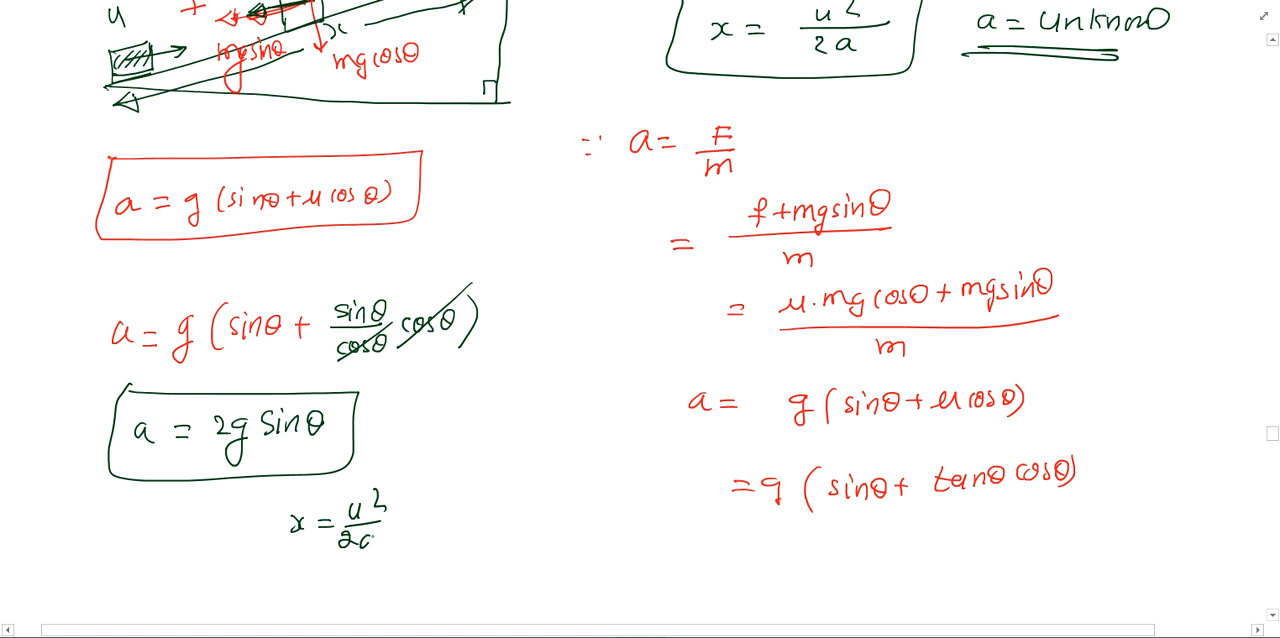 u
f
x
mg sinθ
mg cosθ
x = u² / 2a
a = unknown
a = g (sinθ + μ cosθ)
a = g (sinθ + sinθ/cosθ cosθ)
a = 2g sinθ
x = u² / 2a
∵ a = F/m
= f + mg sinθ / m
= μ. mg cosθ + mg sinθ / m
a = g (sinθ + μ cosθ)
= g (sinθ + tanθ cosθ)